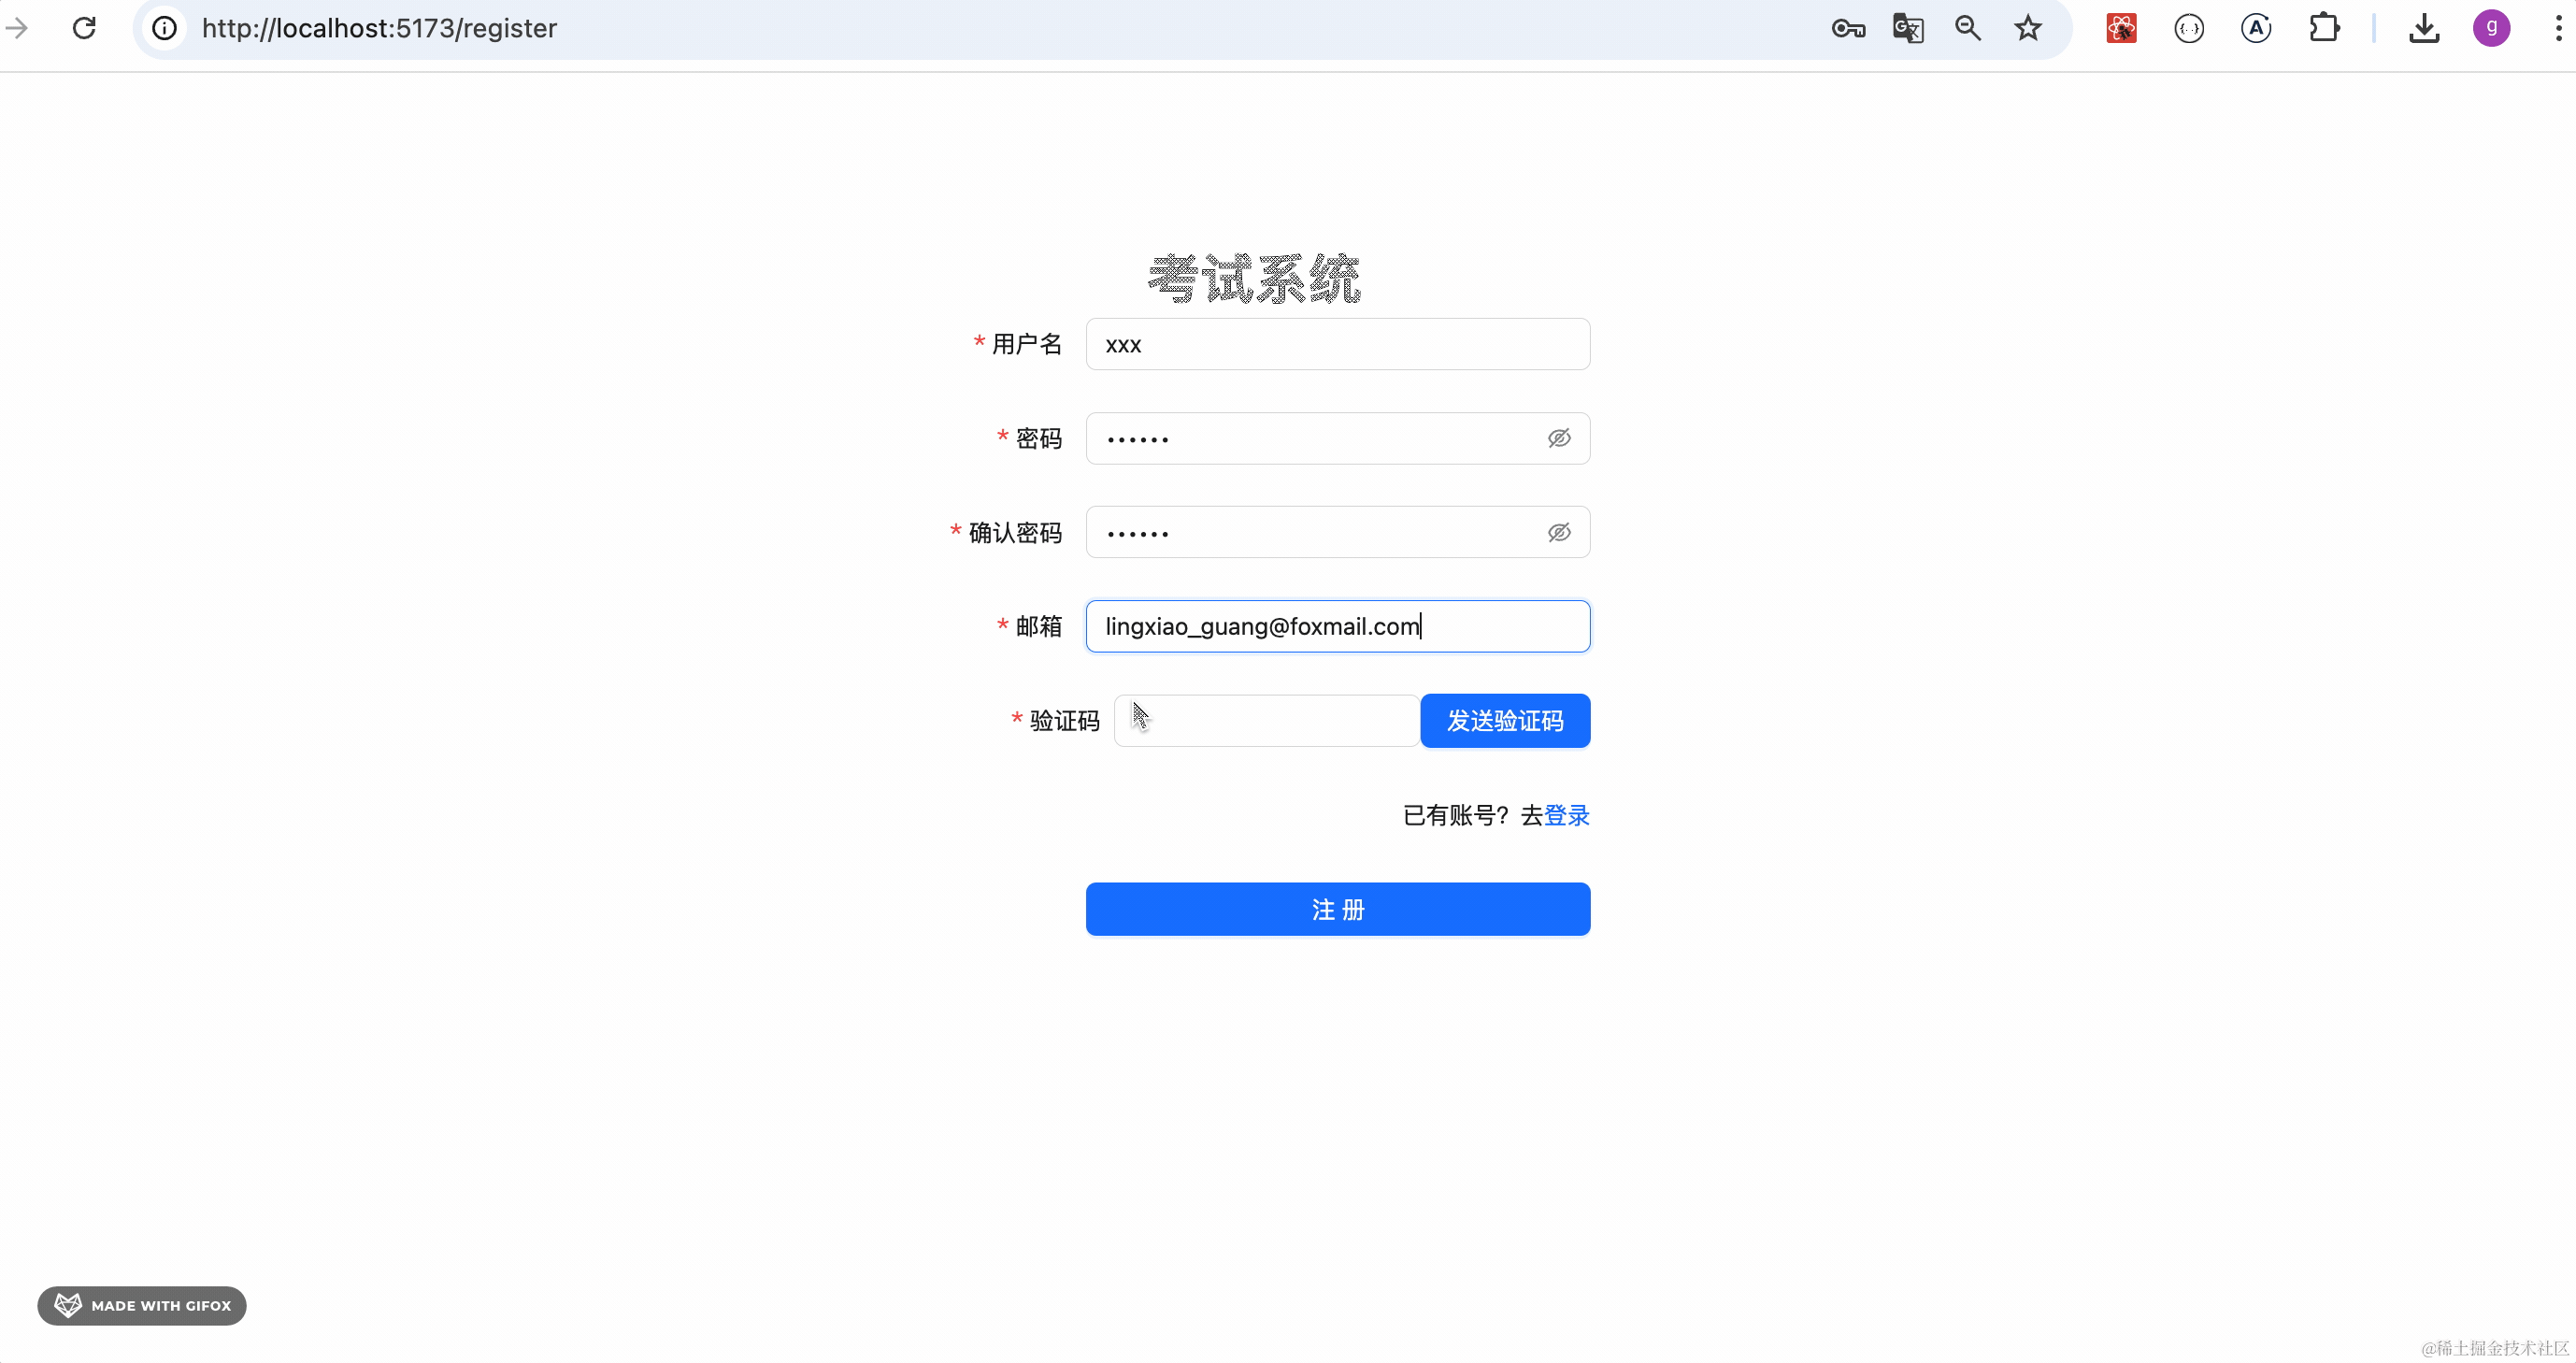 http://localhost:5173/register
g
考试系统
* 用户名 xxx
* 密码 ••••••
* 确认密码 ••••••
* 邮箱 lingxiao_guang@foxmail.com
* 验证码 发送验证码
已有账号？去登录
注 册
MADE WITH GIFOX
@稀土掘金技术社区